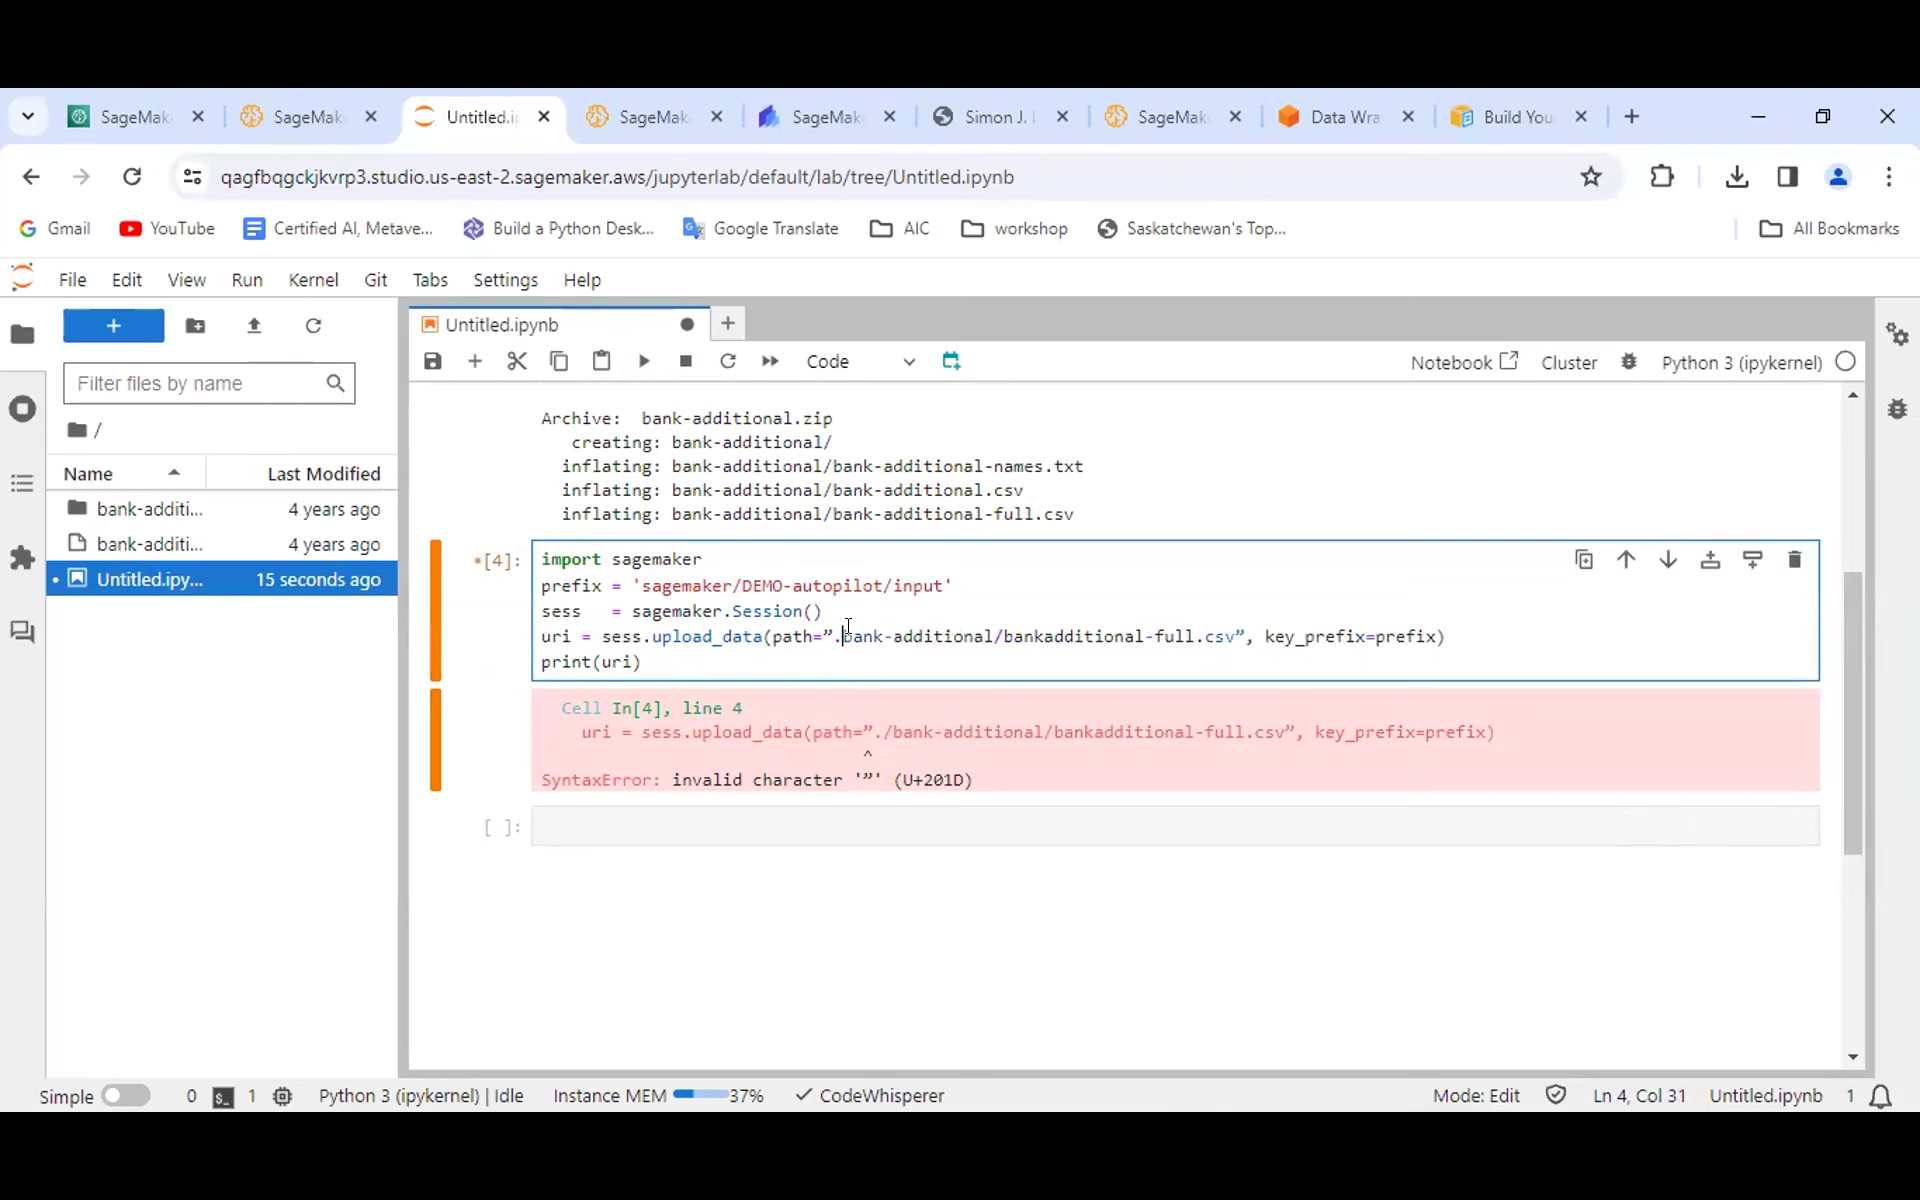 SageMak
SageMak
Untitled.i
SageMak
SageMak
Simon J.
SageMak
Data Wra
Build You
qagfbqgckjkvrp3.studio.us-east-2.sagemaker.aws/jupyterlab/default/lab/tree/Untitled.ipynb
Gmail
YouTube
Certified AI, Metave...
Build a Python Desk...
Google Translate
AIC
workshop
Saskatchewan's Top...
All Bookmarks
File Edit View Run Kernel Git Tabs Settings Help
Untitled.ipynb
Filter files by name
Code
Notebook
Cluster
Python 3 (ipykernel)
/
Name Last Modified
bank-additi... 4 years ago
bank-additi... 4 years ago
Untitled.ipy... 15 seconds ago
Archive:  bank-additional.zip
creating: bank-additional/
inflating: bank-additional/bank-additional-names.txt
inflating: bank-additional/bank-additional.csv
inflating: bank-additional/bank-additional-full.csv
*[4]:
import sagemaker
prefix = 'sagemaker/DEMO-autopilot/input'
sess   = sagemaker.Session()
uri = sess.upload_data(path=”.bank-additional/bankadditional-full.csv”, key_prefix=prefix)
print(uri)
Cell In[4], line 4
uri = sess.upload_data(path=”./bank-additional/bankadditional-full.csv”, key_prefix=prefix)
^
SyntaxError: invalid character '”' (U+201D)
[ ]:
Simple 0 $_ 1 Python 3 (ipykernel) | Idle Instance MEM 37% CodeWhisperer Mode: Edit Ln 4, Col 31 Untitled.ipynb 1